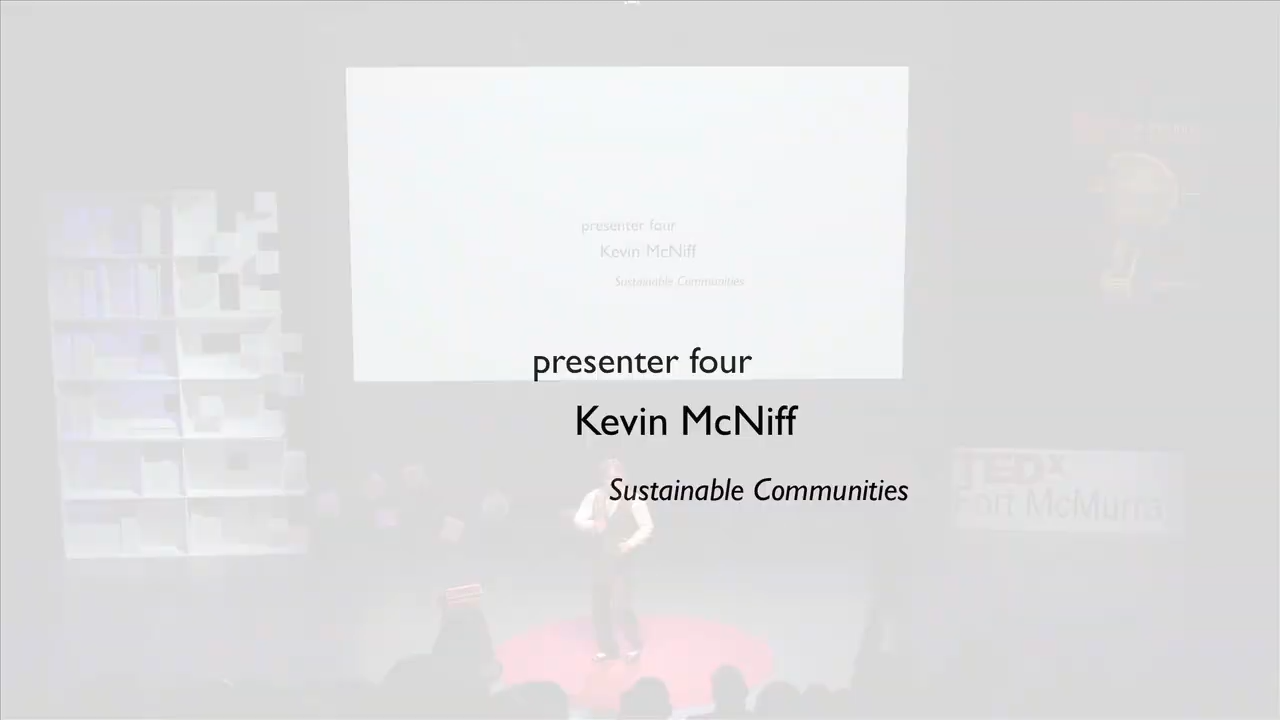 presenter four
Kevin McNiff
Sustainable Communities
presenter four
Kevin McNiff
Sustainable Communities
TEDx
Fort McMurra